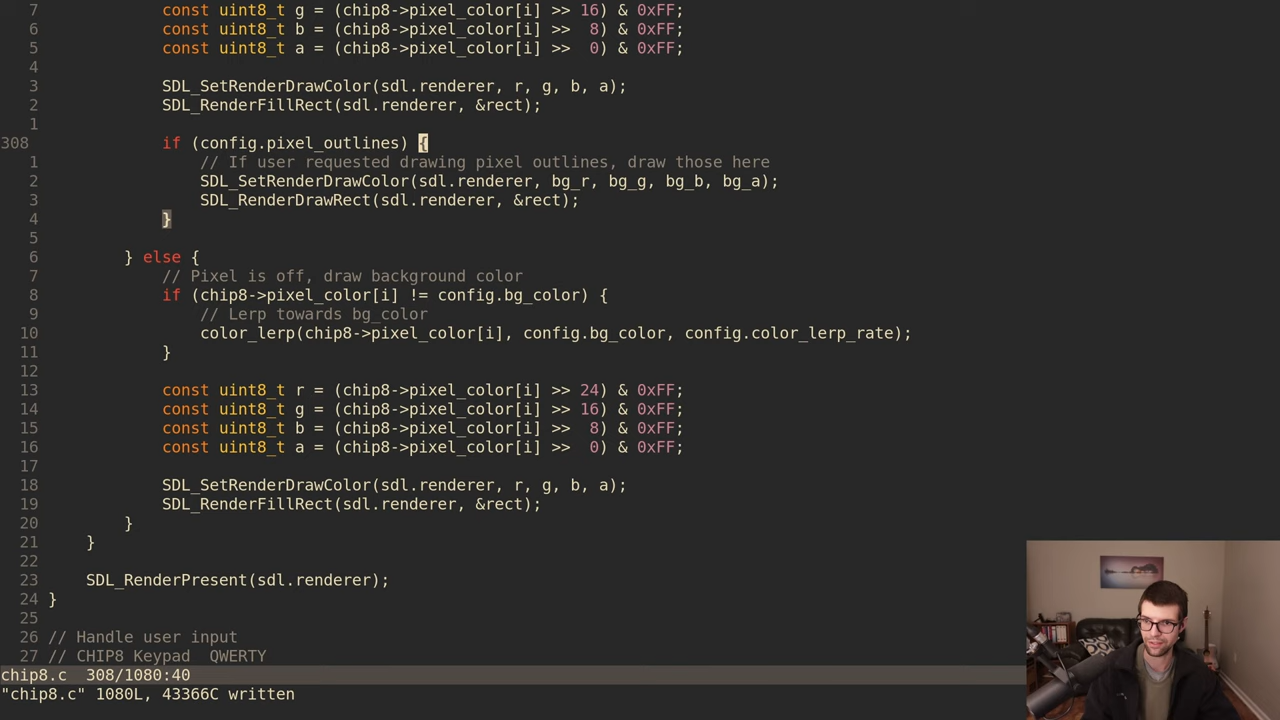 7             const uint8_t g = (chip8->pixel_color[i] >> 16) & 0xFF;
6             const uint8_t b = (chip8->pixel_color[i] >>  8) & 0xFF;
5             const uint8_t a = (chip8->pixel_color[i] >>  0) & 0xFF;
4
3             SDL_SetRenderDrawColor(sdl.renderer, r, g, b, a);
2             SDL_RenderFillRect(sdl.renderer, &rect);
1
308             if (config.pixel_outlines) {
1                 // If user requested drawing pixel outlines, draw those here
2                 SDL_SetRenderDrawColor(sdl.renderer, bg_r, bg_g, bg_b, bg_a);
3                 SDL_RenderDrawRect(sdl.renderer, &rect);
4             }
5
6         } else {
7             // Pixel is off, draw background color
8             if (chip8->pixel_color[i] != config.bg_color) {
9                 // Lerp towards bg_color
10                 color_lerp(chip8->pixel_color[i], config.bg_color, config.color_lerp_rate);
11             }
12
13             const uint8_t r = (chip8->pixel_color[i] >> 24) & 0xFF;
14             const uint8_t g = (chip8->pixel_color[i] >> 16) & 0xFF;
15             const uint8_t b = (chip8->pixel_color[i] >>  8) & 0xFF;
16             const uint8_t a = (chip8->pixel_color[i] >>  0) & 0xFF;
17
18             SDL_SetRenderDrawColor(sdl.renderer, r, g, b, a);
19             SDL_RenderFillRect(sdl.renderer, &rect);
20         }
21     }
22
23     SDL_RenderPresent(sdl.renderer);
24 }
25
26 // Handle user input
27 // CHIP8 Keypad  QWERTY
chip8.c  308/1080:40
"chip8.c" 1080L, 43366C written